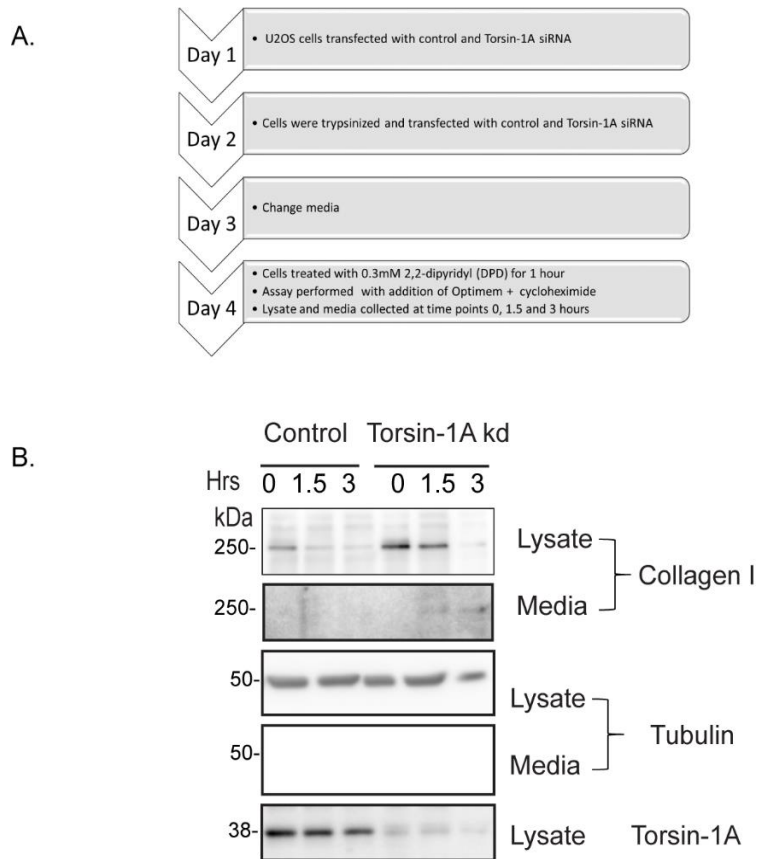 A.
Day 1
• U2OS cells transfected with control and Torsin-1A siRNA
Day 2
• Cells were trypsinized and transfected with control and Torsin-1A siRNA
Day 3
• Change media
Day 4
• Cells treated with 0.3mM 2,2-dipyridyl (DPD) for 1 hour
• Assay performed with addition of Optimem + cycloheximide
• Lysate and media collected at time points 0, 1.5 and 3 hours
B.
Control Torsin-1A kd
Hrs 0 1.5 3 0 1.5 3
kDa
250- Lysate
Collagen I
250- Media
50- Lysate
Tubulin
50- Media
38- Lysate Torsin-1A